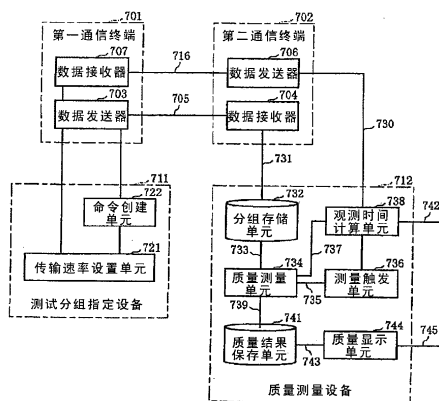 701
702
第一通信终端
第二通信终端
707
706
数据接收器
716
数据发送器
703
704
数据发送器
705
数据接收器
730
731
711
712
722
732
738
742
命令创建
单元
分组存储
单元
观测时间
计算单元
721
733
734
737
736
传输速率设置单元
质量测量
单元
735
测量触发
单元
测试分组指定设备
739
741
744
745
质量结果
保存单元
743
质量显示
单元
质量测量设备